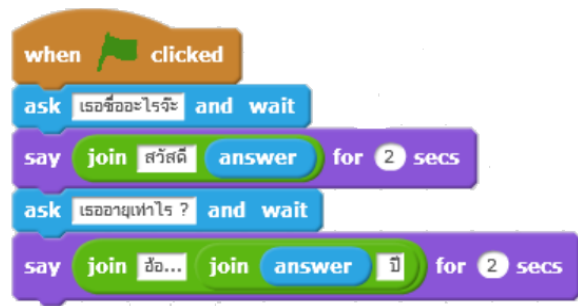 when clicked
ask เธอชื่ออะไรจ๊ะ and wait
say join สวัสดี answer for 2 secs
ask เธออายุเท่าไร ? and wait
say join อ้อ... join answer ปี for 2 secs